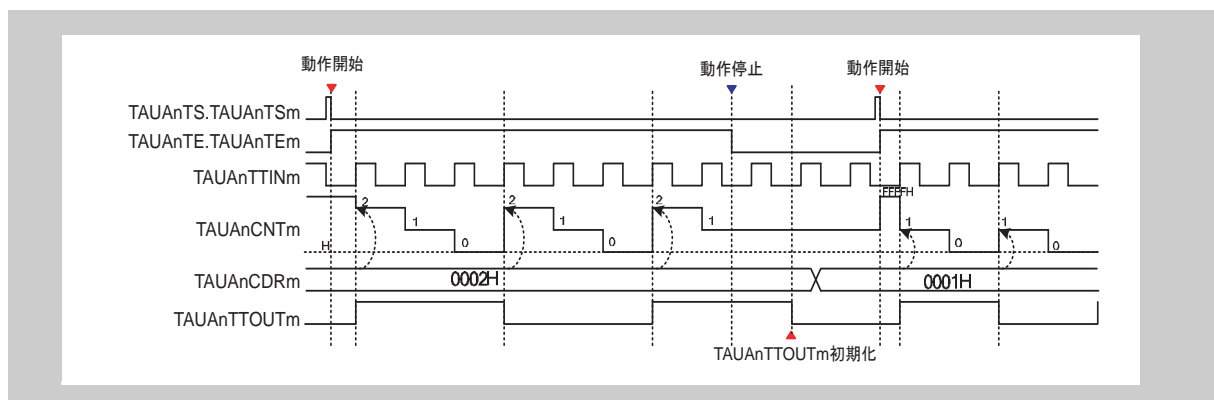 動作開始 動作停止 動作開始
TAUAnTS.TAUAnTSm
TAUAnTE.TAUAnTEm
TAUAnTTINm
FFFFH
2 2 2
1 1 1 1 1
TAUAnCNTm
0 0 0 0
H
TAUAnCDRm 0002H 0001H
TAUAnTTOUTm
TAUAnTTOUTm初期化